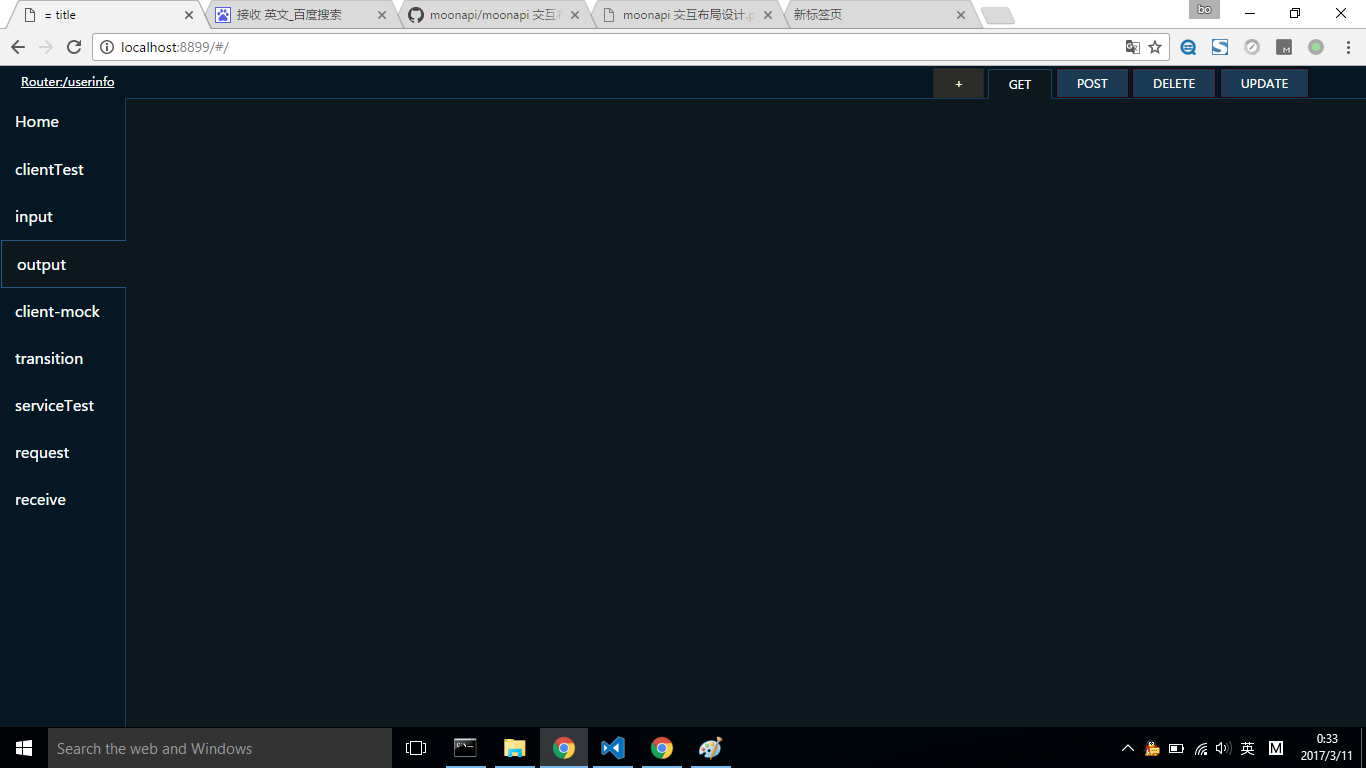 bo
= title
接收 英文_百度搜索
moonapi/moonapi 交互
moonapi 交互布局设计.p
新标签页
localhost:8899/#/
Router:/userinfo
+
GET
POST
DELETE
UPDATE
Home
clientTest
input
output
client-mock
transition
serviceTest
request
receive
Search the web and Windows
英
M
0:33
2017/3/11